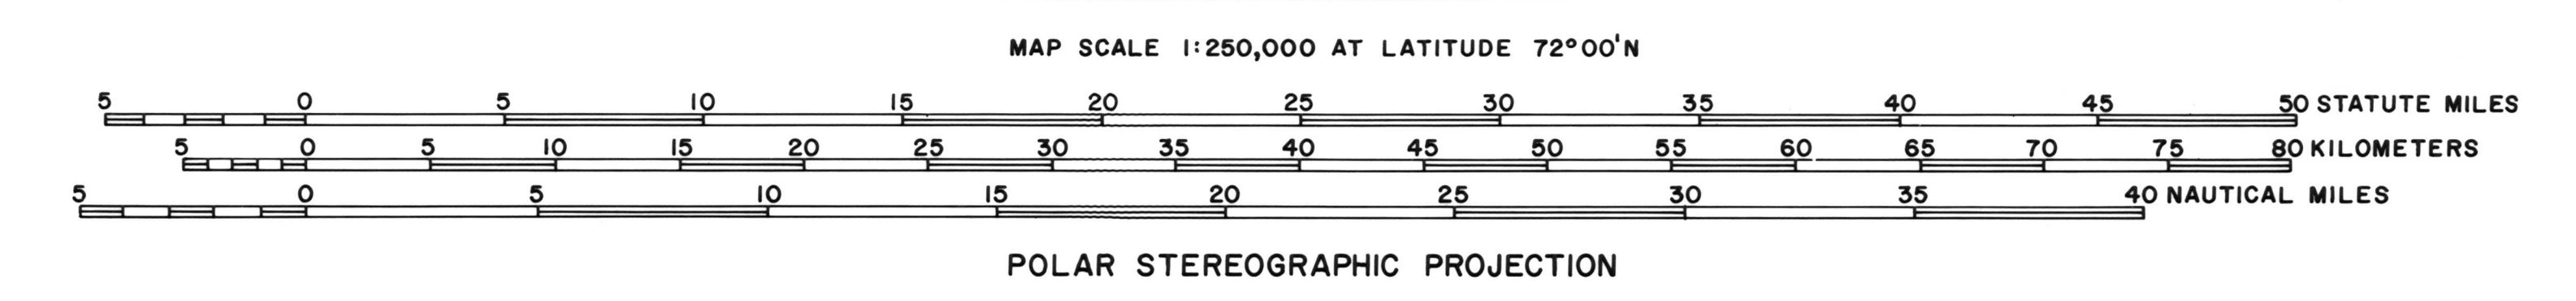 MAP SCALE 1:250,000 AT LATITUDE 72°00'N
5 0 5 10 15 20 25 30 35 40 45 50 STATUTE MILES
5 0 5 10 15 20 25 30 35 40 45 50 55 60 65 70 75 80 KILOMETERS
5 0 5 10 15 20 25 30 35 40 NAUTICAL MILES
POLAR STEREOGRAPHIC PROJECTION